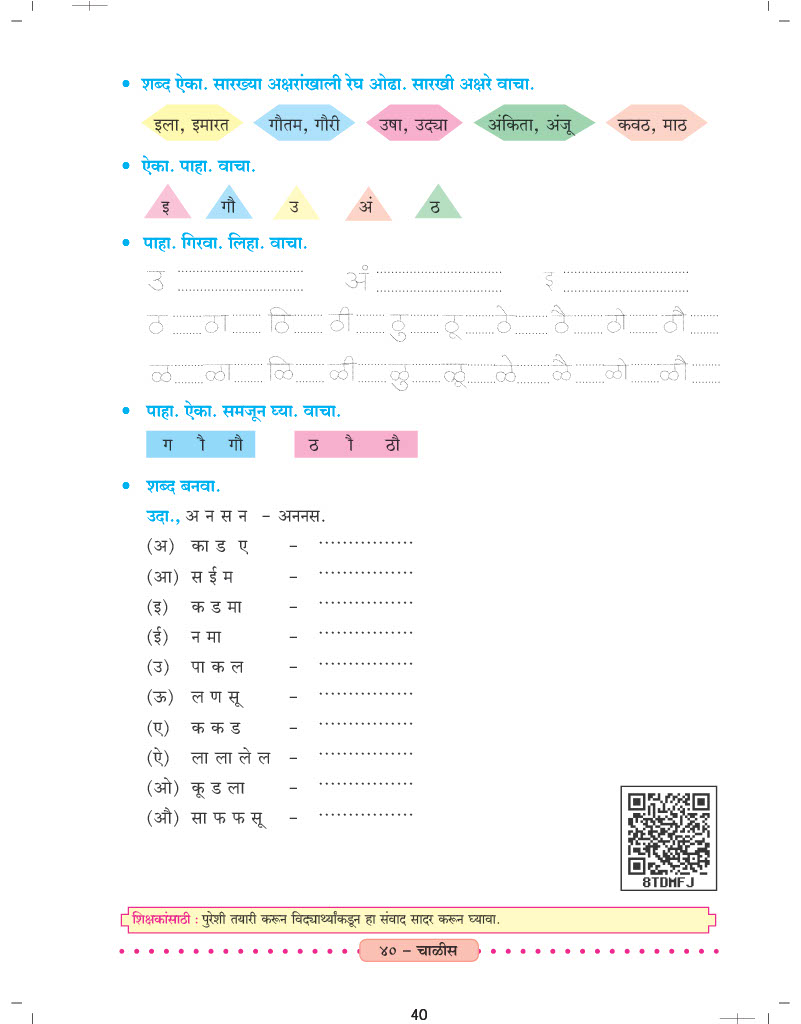 • शब्द ऐका. सारख्या अक्षरांखाली रेघ ओढा. सारखी अक्षरे वाचा.
इला, इमारत गौतम, गौरी उषा, उद्या अंकिता, अंजू कवठ, माठ
• ऐका. पाहा. वाचा.
इ गौ उ अं ठ
• पाहा. गिरवा. लिहा. वाचा.
उ ........ अं ........ इ ........
ठ ठा ठि ठी ठु ठू ठे ठै ठो ठौ
ळ ळा ळि ळी ळु ळू ळे ळै ळो ळौ
• पाहा. ऐका. समजून घ्या. वाचा.
ग ौ गौ ठ ौ ठौ
• शब्द बनवा.
उदा., अ न स न – अननस.
(अ) का ड ए – ................
(आ) स ई म – ................
(इ) क ड मा – ................
(ई) न मा – ................
(उ) पा क ल – ................
(ऊ) ल ण सू – ................
(ए) क क ड – ................
(ऐ) ला ला ले ल – ................
(ओ) कू ड ला – ................
(औ) सा फ फ सू – ................
8TDMFJ
शिक्षकांसाठी : पुरेशी तयारी करून विद्यार्थ्यांकडून हा संवाद सादर करून घ्यावा.
४० – चाळीस
40